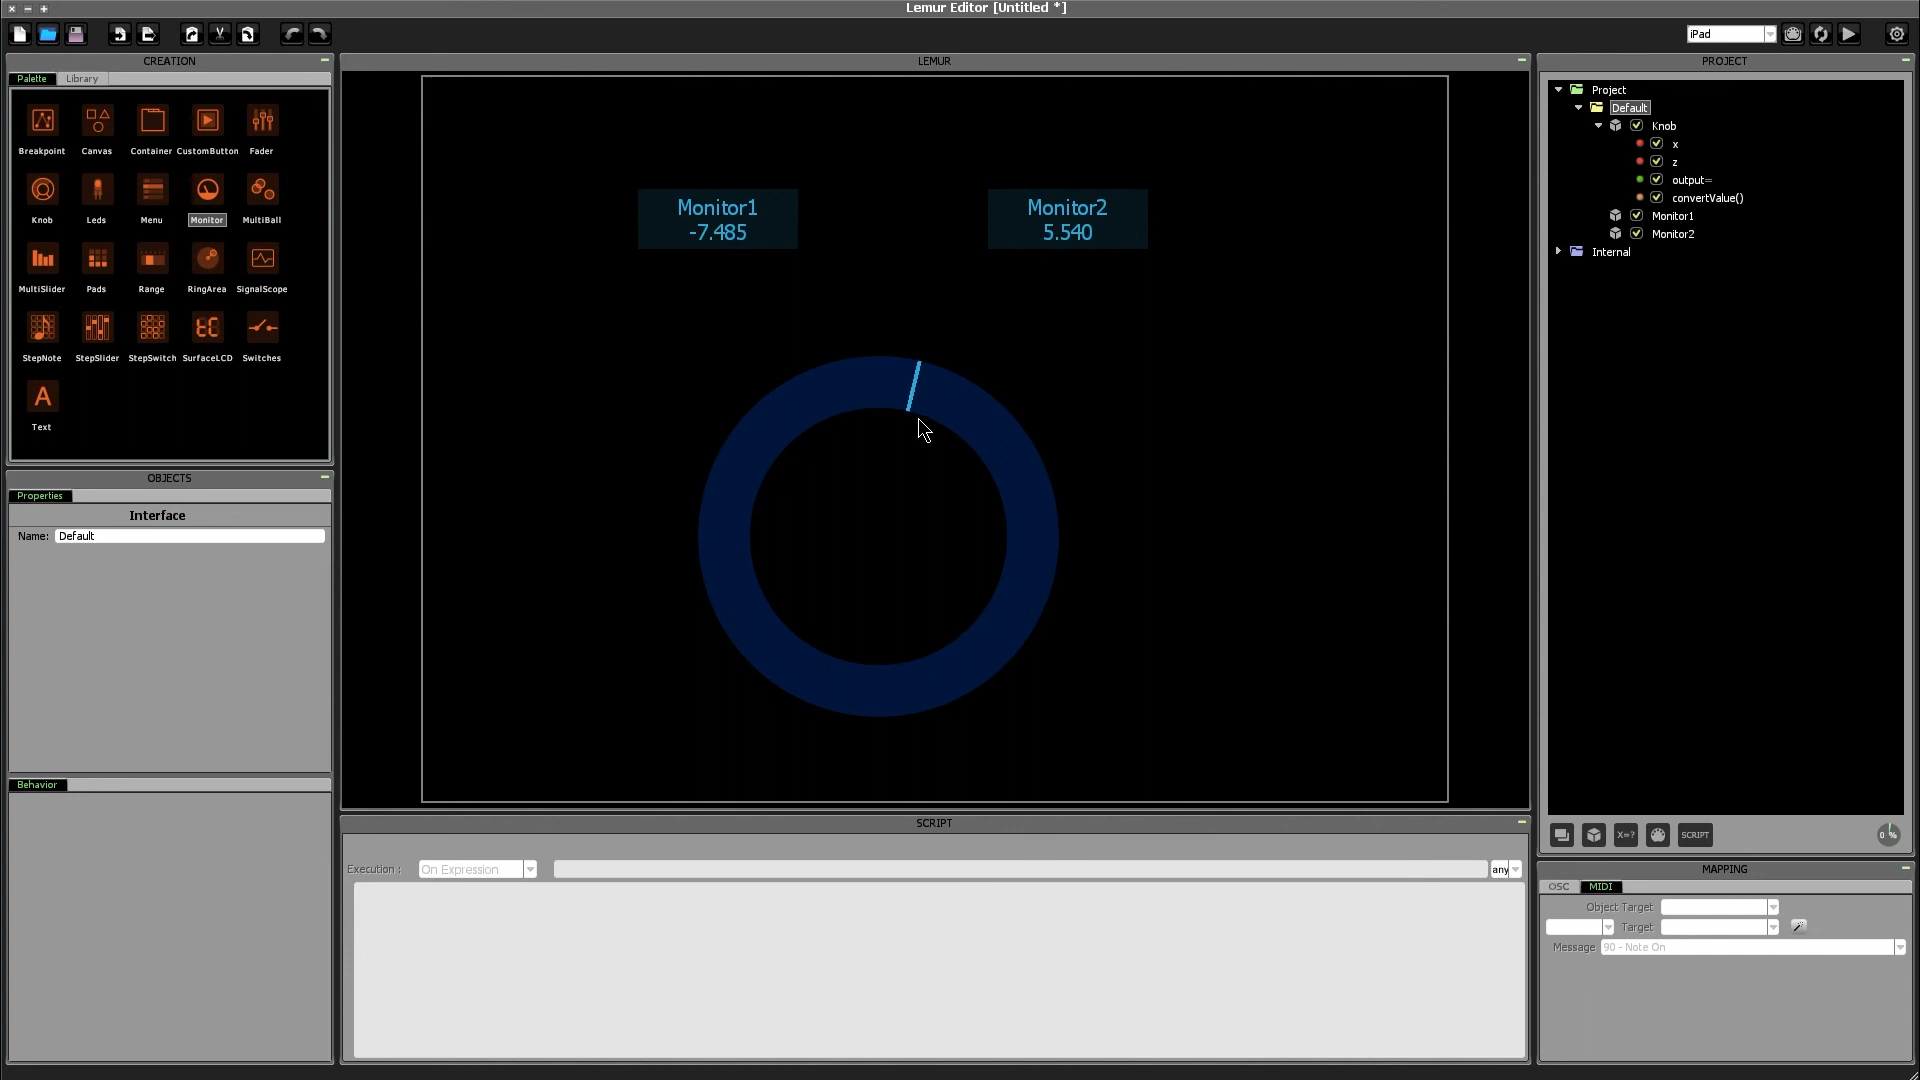 Lemur Editor [Untitled *]
iPad
CREATION
Palette Library
Breakpoint Canvas Container CustomButton Fader
Knob Leds Menu Monitor MultiBall
MultiSlider Pads Range RingArea SignalScope
StepNote StepSlider StepSwitch SurfaceLCD Switches
A
Text
OBJECTS
Properties
Interface
Name: Default
Behavior
LEMUR
Monitor1
-7.485
Monitor2
5.540
SCRIPT
Execution : On Expression any
PROJECT
Project
Default
Knob
x
z
output=
convertValue()
Monitor1
Monitor2
Internal
X=? SCRIPT 0 %
MAPPING
OSC MIDI
Object Target
Target
Message 90 - Note On